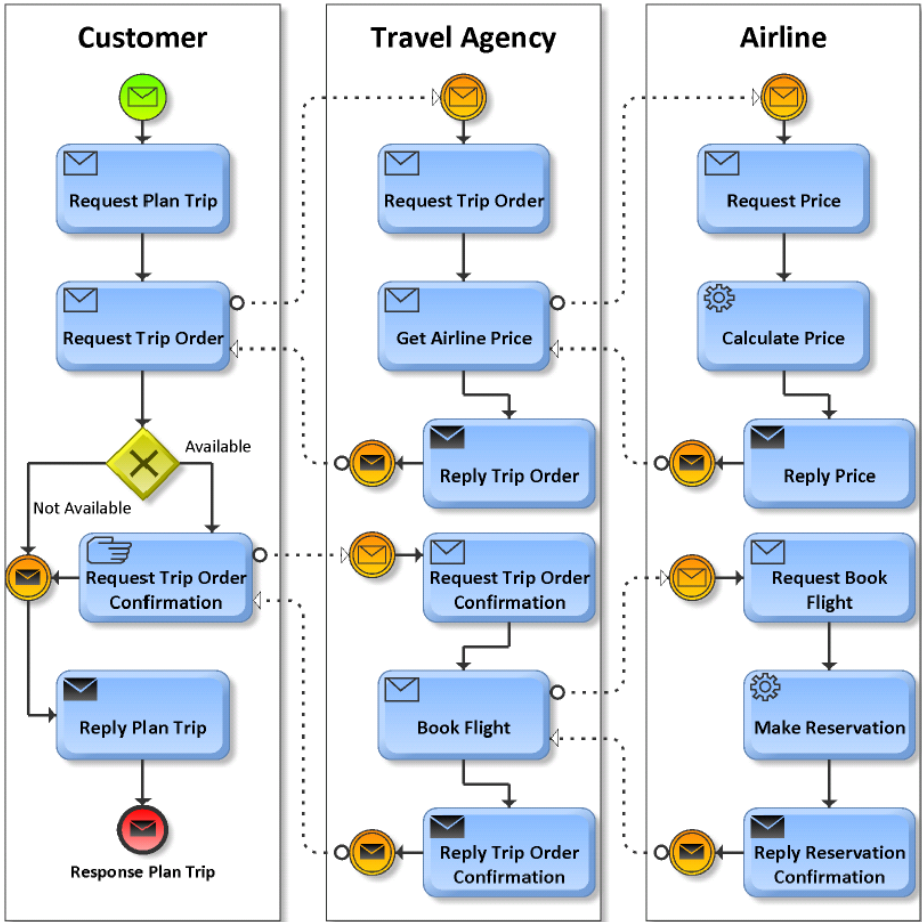 Customer
Request Plan Trip
Request Trip Order
Available
Not Available
Request Trip Order
Confirmation
Reply Plan Trip
Response Plan Trip
Travel Agency
Request Trip Order
Get Airline Price
Reply Trip Order
Request Trip Order
Confirmation
Book Flight
Reply Trip Order
Confirmation
Airline
Request Price
Calculate Price
Reply Price
Request Book
Flight
Make Reservation
Reply Reservation
Confirmation